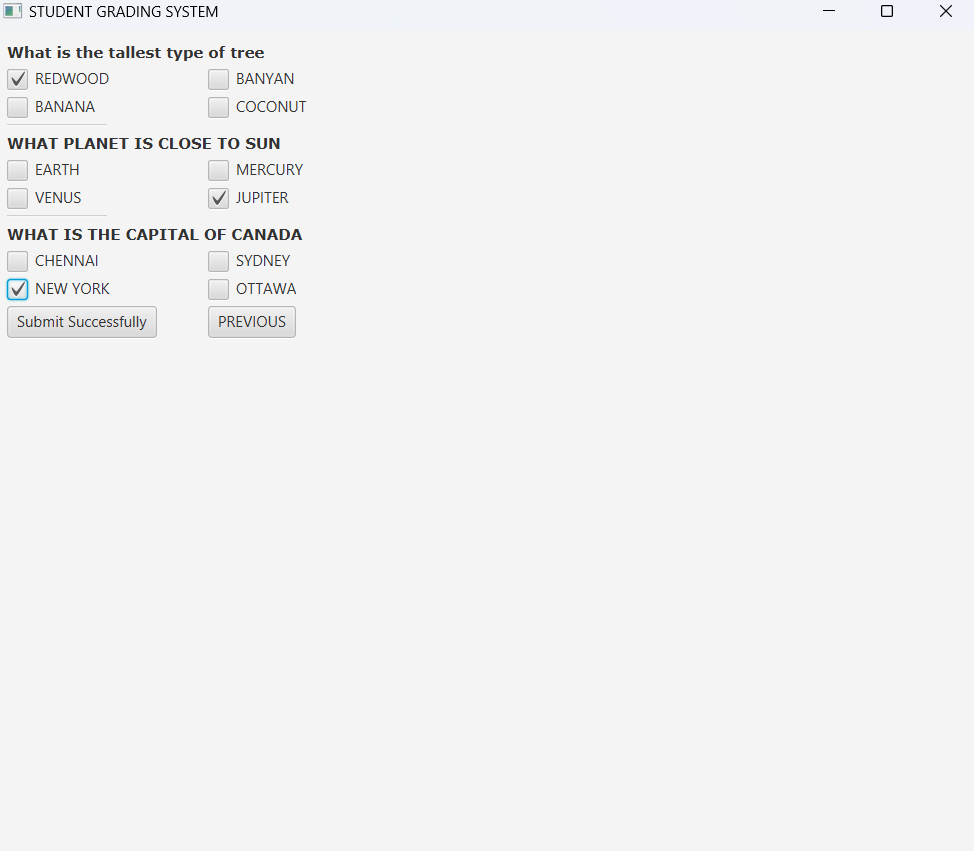 STUDENT GRADING SYSTEM
What is the tallest type of tree
REDWOOD BANYAN
BANANA COCONUT
WHAT PLANET IS CLOSE TO SUN
EARTH MERCURY
VENUS JUPITER
WHAT IS THE CAPITAL OF CANADA
CHENNAI SYDNEY
NEW YORK OTTAWA
Submit Successfully PREVIOUS